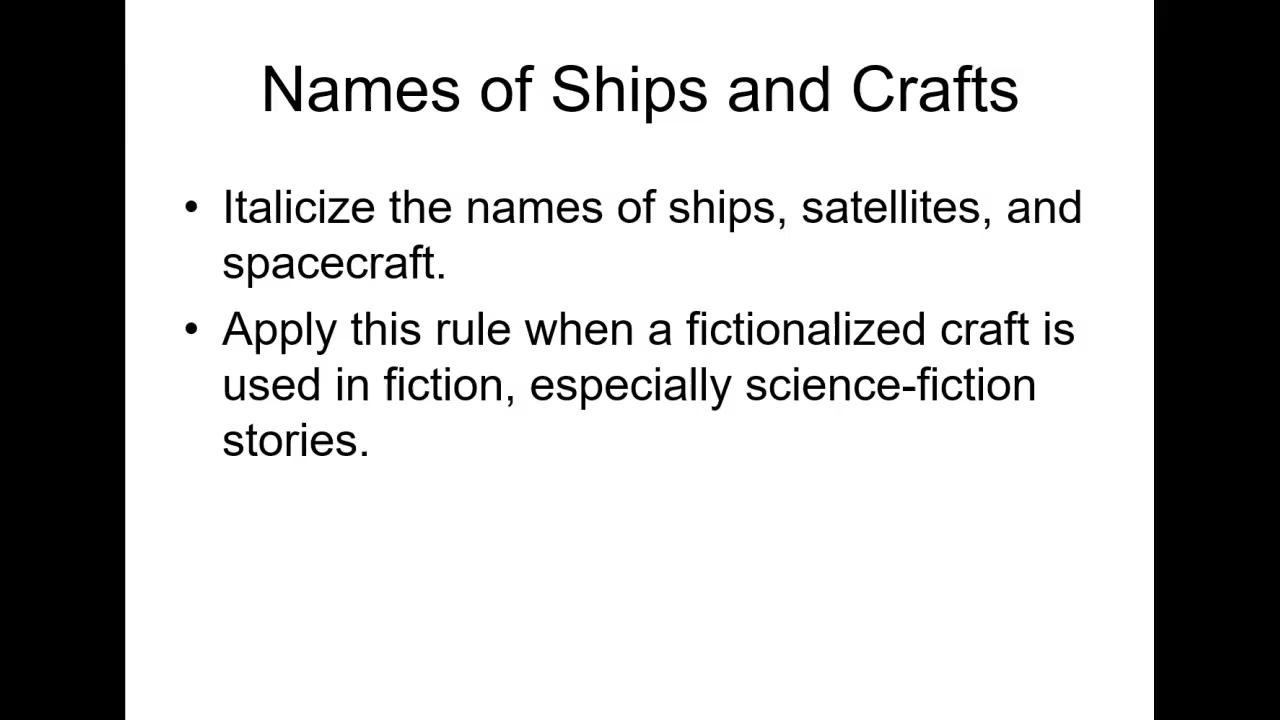 Names of Ships and Crafts
• Italicize the names of ships, satellites, and
spacecraft.
• Apply this rule when a fictionalized craft is
used in fiction, especially science-fiction
stories.